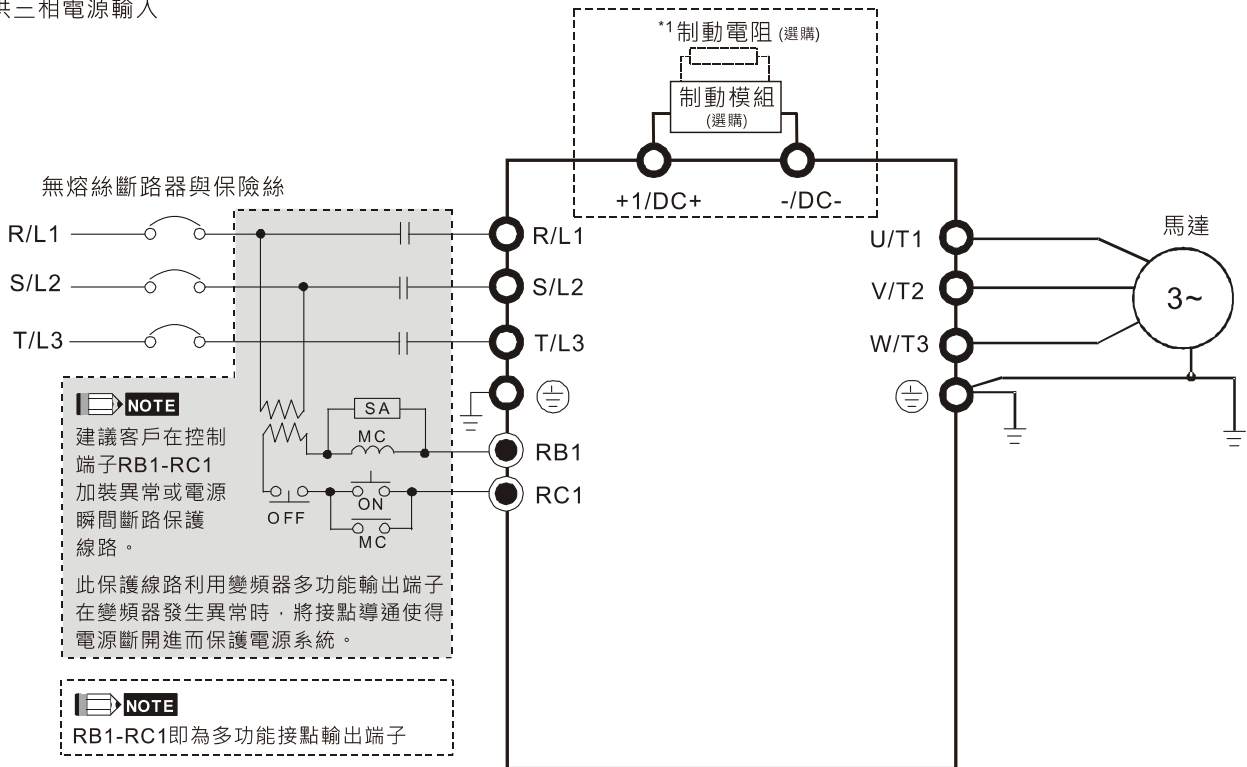 供三相電源輸入
*1制動電阻 (選購)
制動模組
(選購)
+1/DC+
-/DC-
無熔絲斷路器與保險絲
R/L1
S/L2
T/L3
R/L1
S/L2
T/L3
RB1
RC1
U/T1
V/T2
W/T3
馬達
3~
SA
MC
ON
OFF
MC
NOTE
建議客戶在控制
端子RB1-RC1
加裝異常或電源
瞬間斷路保護
線路。
此保護線路利用變頻器多功能輸出端子
在變頻器發生異常時，將接點導通使得
電源斷開進而保護電源系統。
NOTE
RB1-RC1即為多功能接點輸出端子